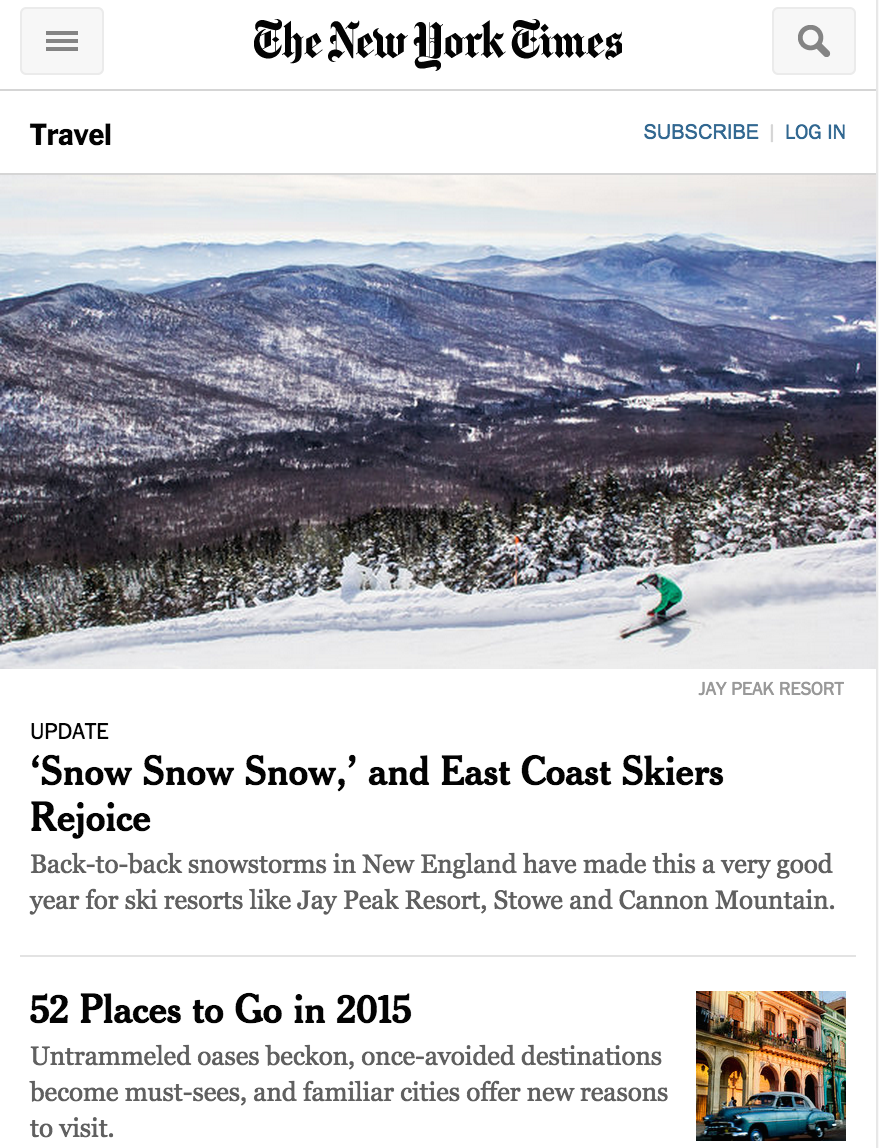 The New York Times
Travel
SUBSCRIBE | LOG IN
JAY PEAK RESORT
UPDATE
‘Snow Snow Snow,’ and East Coast Skiers
Rejoice
Back-to-back snowstorms in New England have made this a very good
year for ski resorts like Jay Peak Resort, Stowe and Cannon Mountain.
52 Places to Go in 2015
Untrammeled oases beckon, once-avoided destinations
become must-sees, and familiar cities offer new reasons
to visit.